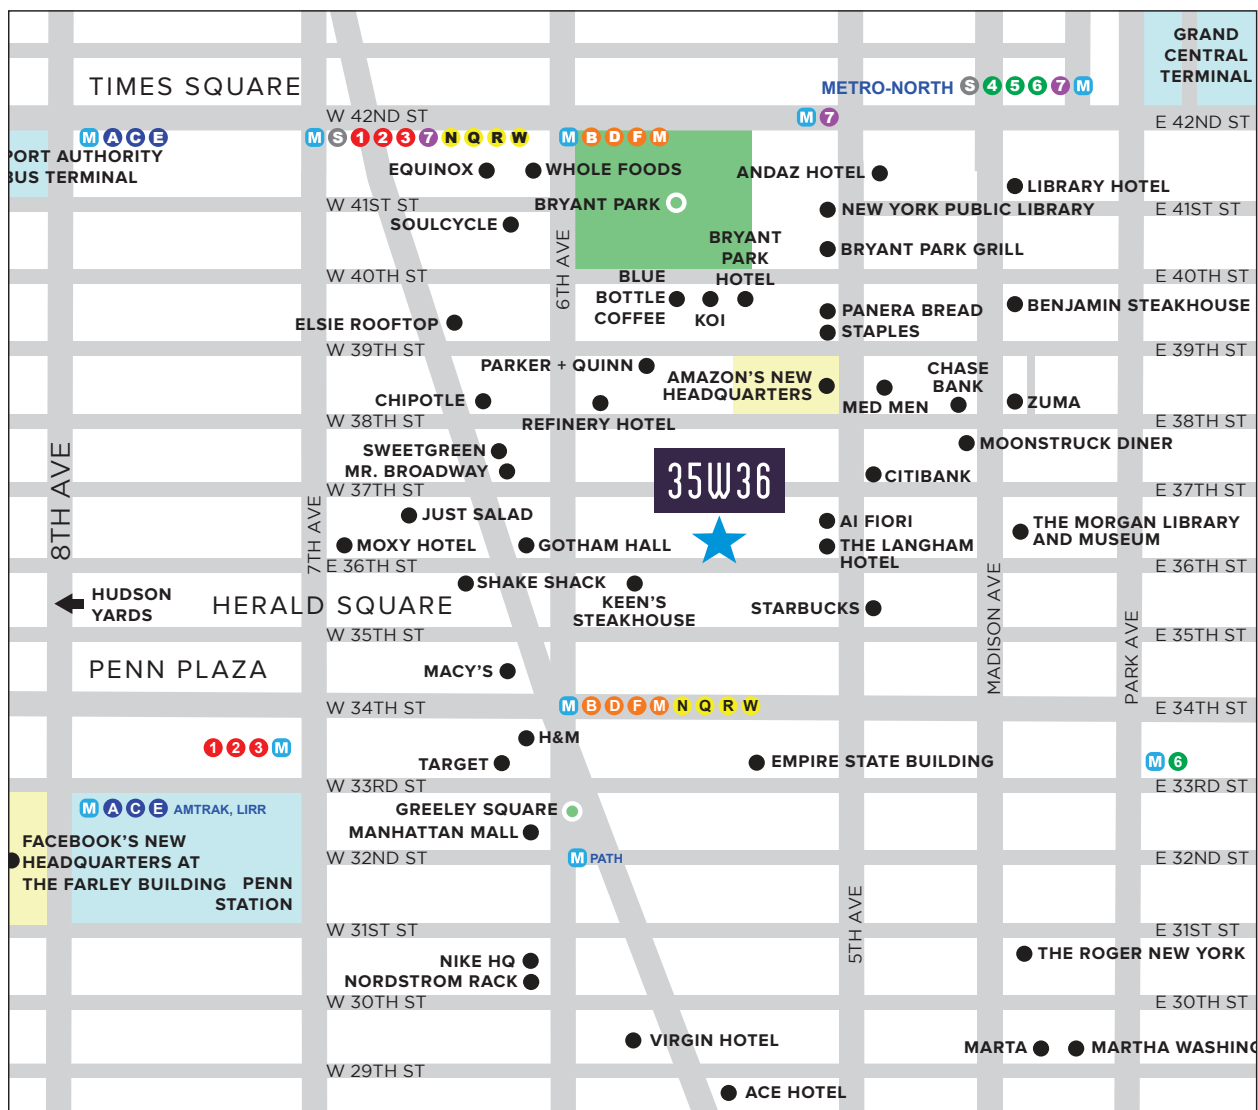 GRAND
CENTRAL
TERMINAL
TIMES SQUARE
METRO-NORTH S 4 5 6 7 M
W 42ND ST
M 7
E 42ND ST
M A C E
M S 1 2 3 7 N Q R W
M B D F M
PORT AUTHORITY
BUS TERMINAL
EQUINOX
WHOLE FOODS
ANDAZ HOTEL
LIBRARY HOTEL
W 41ST ST
BRYANT PARK
NEW YORK PUBLIC LIBRARY
E 41ST ST
SOULCYCLE
6TH AVE
BRYANT
PARK
HOTEL
BRYANT PARK GRILL
W 40TH ST
E 40TH ST
BLUE
BOTTLE
COFFEE
KOI
PANERA BREAD
BENJAMIN STEAKHOUSE
ELSIE ROOFTOP
STAPLES
W 39TH ST
E 39TH ST
PARKER + QUINN
AMAZON'S NEW
HEADQUARTERS
CHASE
BANK
CHIPOTLE
MED MEN
ZUMA
REFINERY HOTEL
W 38TH ST
E 38TH ST
8TH AVE
SWEETGREEN
MR. BROADWAY
35W36
MOONSTRUCK DINER
CITIBANK
W 37TH ST
E 37TH ST
7TH AVE
JUST SALAD
AI FIORI
THE MORGAN LIBRARY
AND MUSEUM
MOXY HOTEL
GOTHAM HALL
THE LANGHAM
HOTEL
E 36TH ST
E 36TH ST
HUDSON
YARDS
HERALD SQUARE
SHAKE SHACK
KEEN'S
STEAKHOUSE
STARBUCKS
MADISON AVE
PARK AVE
W 35TH ST
E 35TH ST
PENN PLAZA
MACY'S
W 34TH ST
M B D F M N Q R W
E 34TH ST
1 2 3 M
H&M
TARGET
EMPIRE STATE BUILDING
M 6
W 33RD ST
E 33RD ST
M A C E AMTRAK, LIRR
GREELEY SQUARE
MANHATTAN MALL
FACEBOOK'S NEW
HEADQUARTERS AT
THE FARLEY BUILDING
PENN
STATION
W 32ND ST
M PATH
E 32ND ST
5TH AVE
W 31ST ST
E 31ST ST
NIKE HQ
NORDSTROM RACK
THE ROGER NEW YORK
W 30TH ST
E 30TH ST
VIRGIN HOTEL
MARTA
MARTHA WASHING
W 29TH ST
E 29TH ST
ACE HOTEL